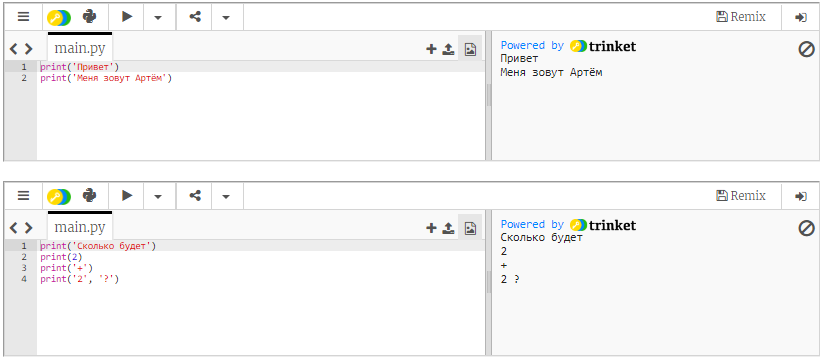 Remix
main.py
1 print('Привет')
2 print('Меня зовут Артём')
Powered by trinket
Привет
Меня зовут Артём
Remix
main.py
1 print('Сколько будет')
2 print(2)
3 print('+')
4 print('2', '?')
Powered by trinket
Сколько будет
2
+
2 ?